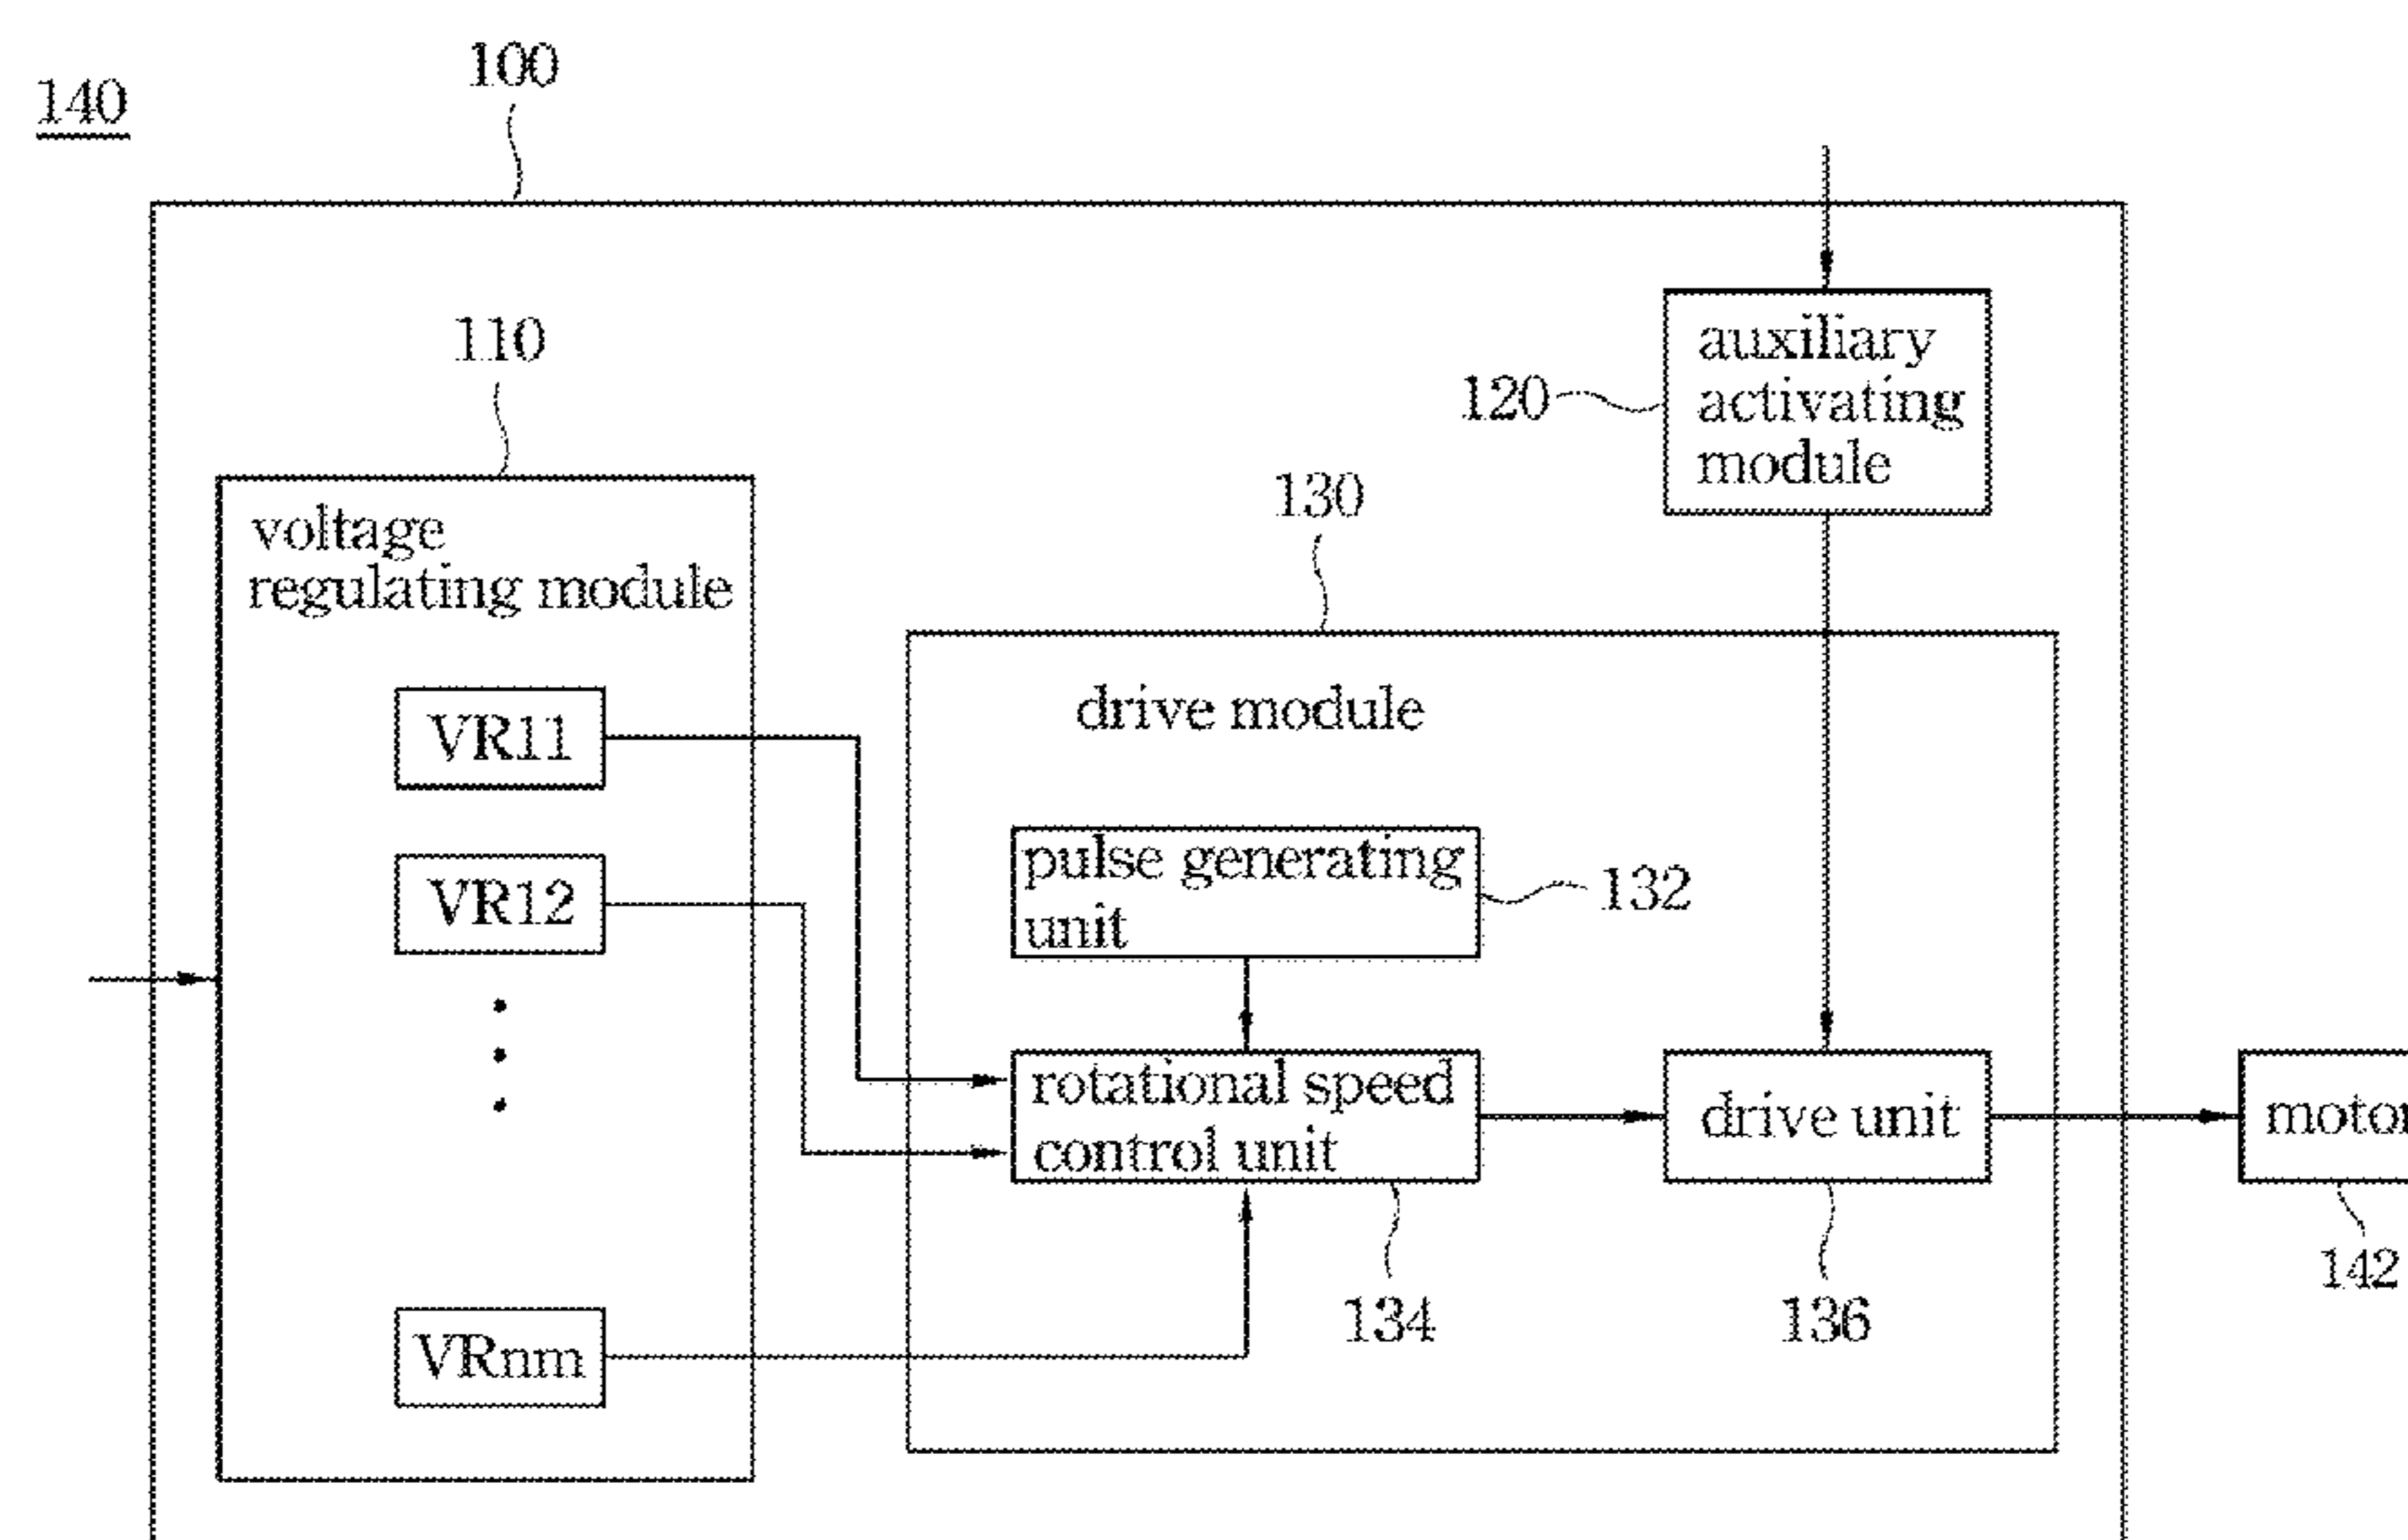 140
100
110
voltage
regulating module
VR11
VR12
VRnm
120
auxiliary
activating
module
130
drive module
pulse generating
unit
132
rotational speed
control unit
134
drive unit
136
motor
142